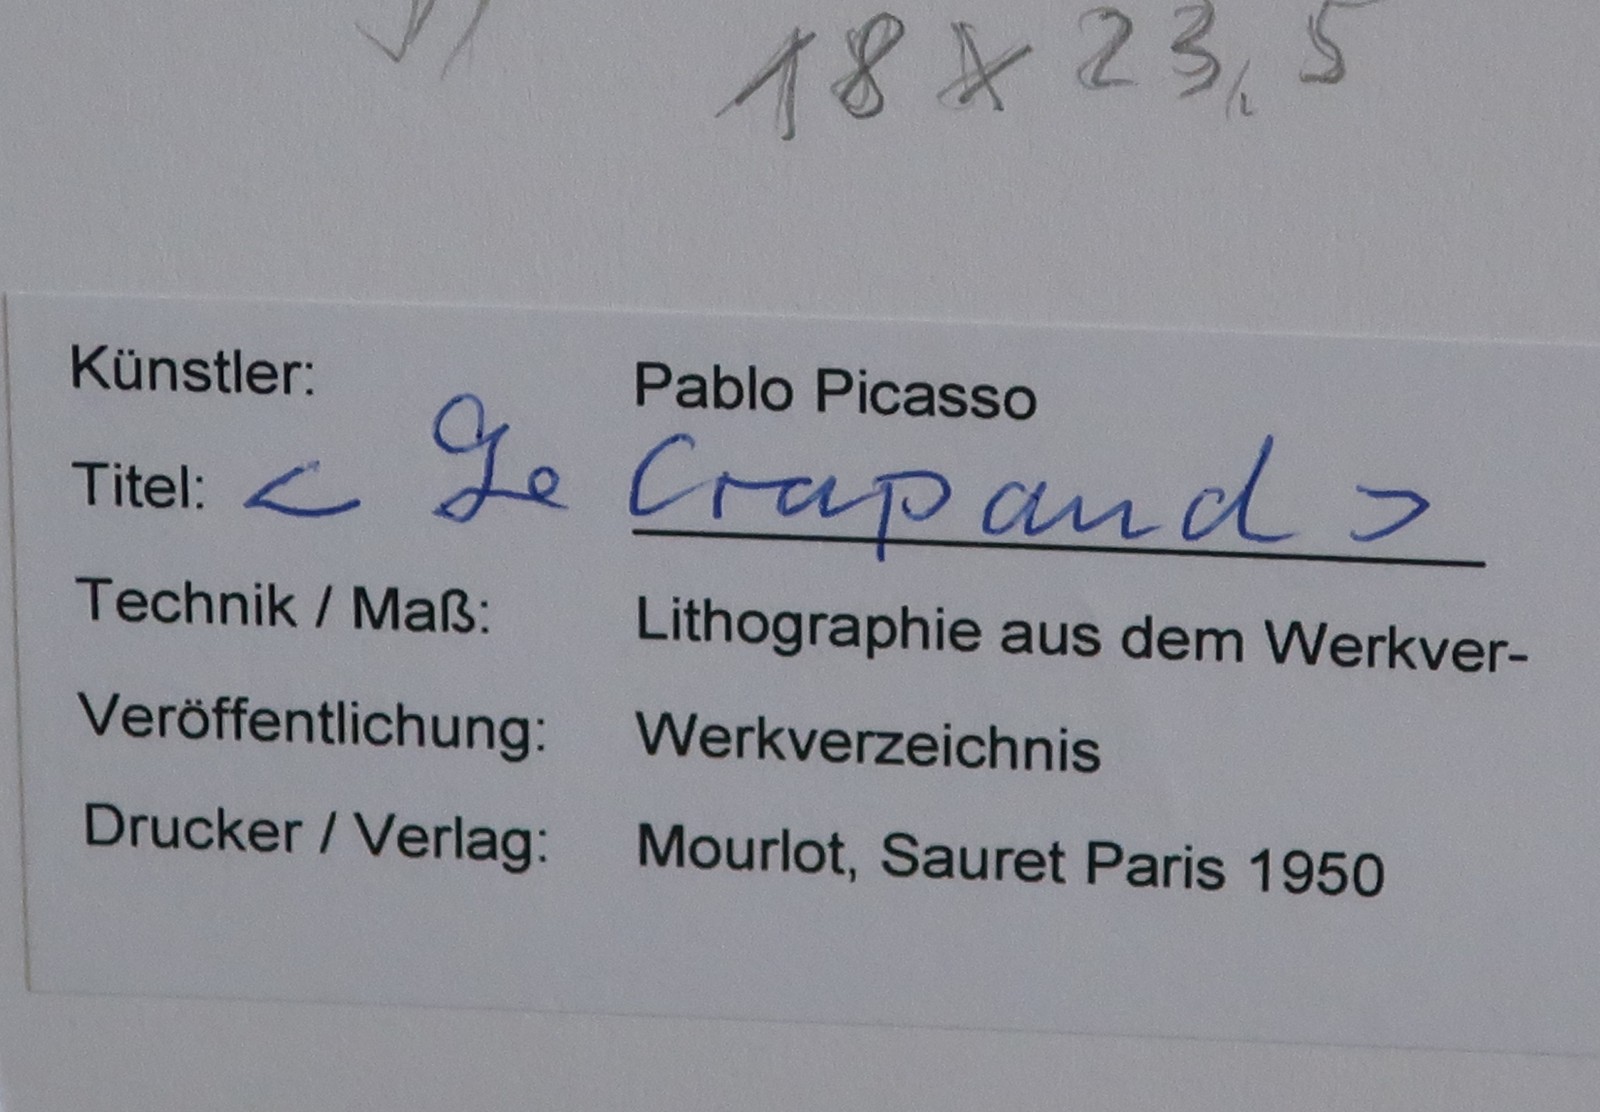 18 x 23,5
Künstler: Pablo Picasso
Titel: < Le Crapaud >
Technik / Maß: Lithographie aus dem Werkver-
Veröffentlichung: Werkverzeichnis
Drucker / Verlag: Mourlot, Sauret Paris 1950